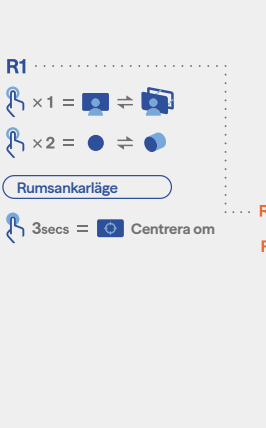 R1
×1 =
×2 =
Rumsankarläge
3secs = Centrera om
R